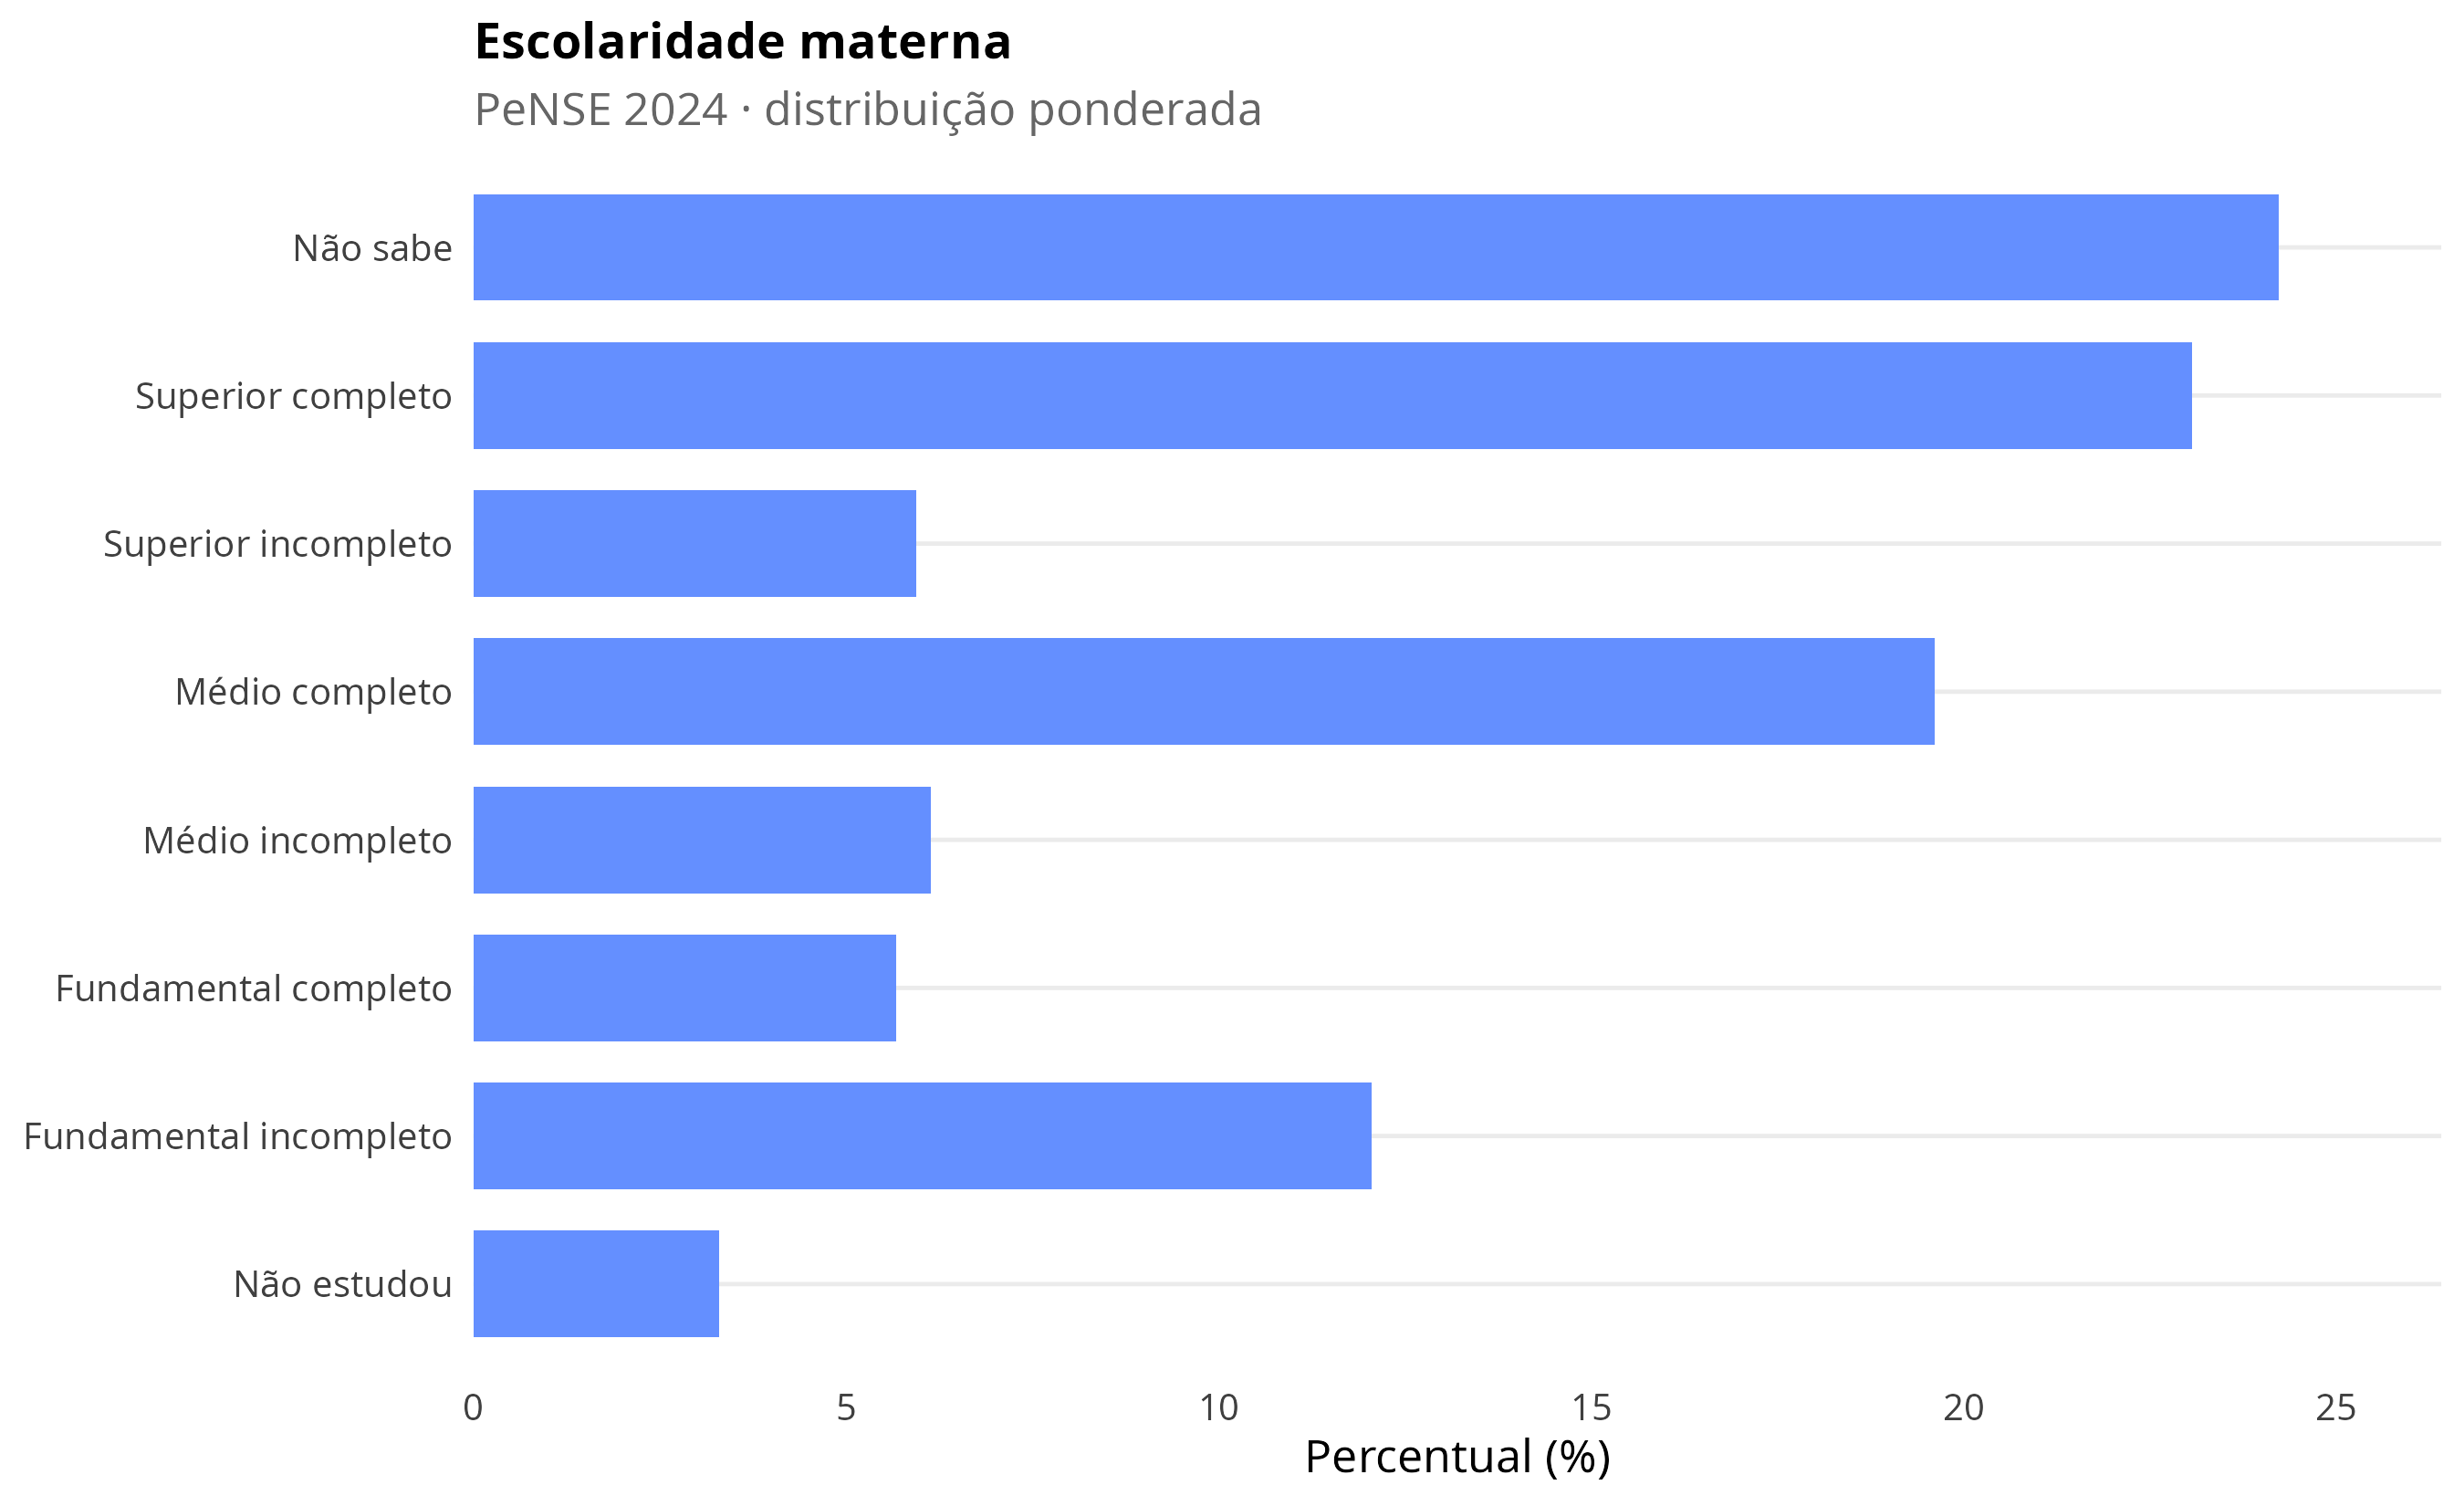 Escolaridade materna
PeNSE 2024 · distribuição ponderada
Não sabe
Superior completo
Superior incompleto
Médio completo
Médio incompleto
Fundamental completo
Fundamental incompleto
Não estudou
0 5 10 15 20 25
Percentual (%)